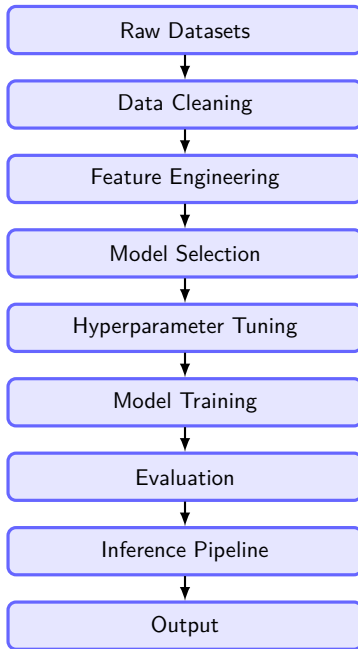 Raw Datasets
Data Cleaning
Feature Engineering
Model Selection
Hyperparameter Tuning
Model Training
Evaluation
Inference Pipeline
Output